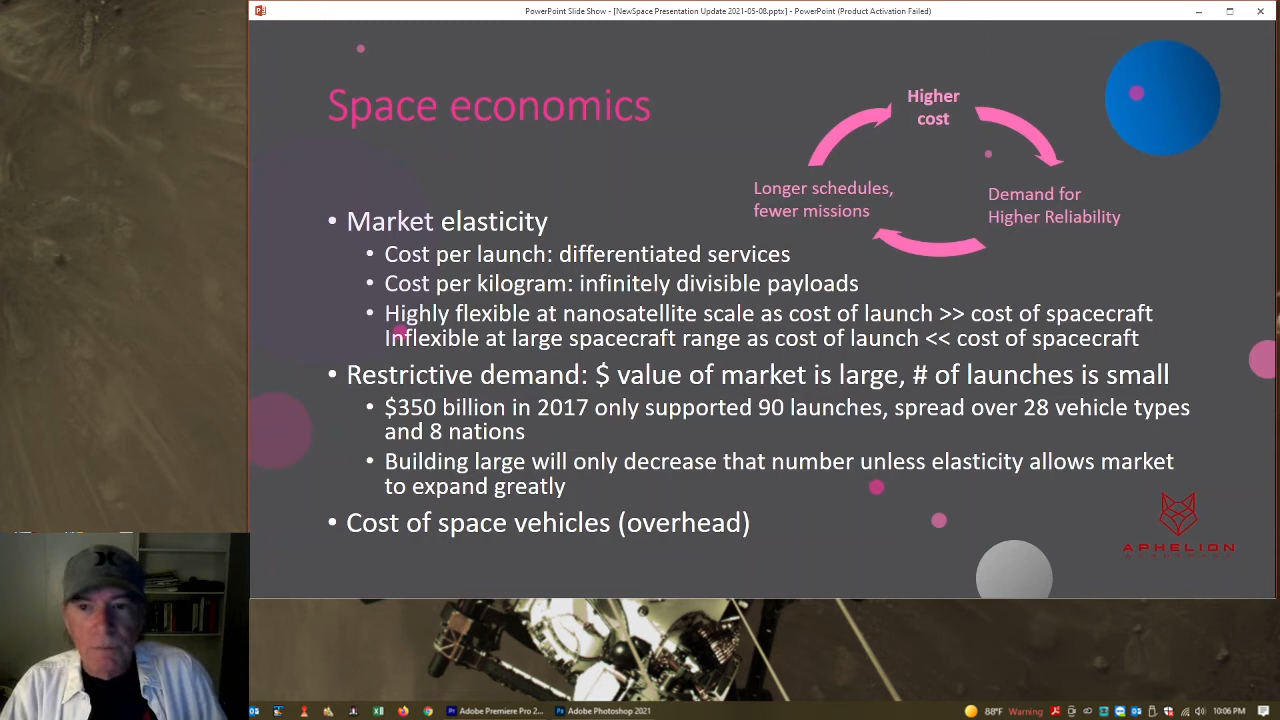 PowerPoint Slide Show - [NewSpace Presentation Update 2021-05-08.pptx] - PowerPoint (Product Activation Failed)
Space economics
Higher
cost
Longer schedules,
fewer missions
Demand for
Higher Reliability
• Market elasticity
• Cost per launch: differentiated services
• Cost per kilogram: infinitely divisible payloads
• Highly flexible at nanosatellite scale as cost of launch >> cost of spacecraft
Inflexible at large spacecraft range as cost of launch << cost of spacecraft
• Restrictive demand: $ value of market is large, # of launches is small
• $350 billion in 2017 only supported 90 launches, spread over 28 vehicle types
and 8 nations
• Building large will only decrease that number unless elasticity allows market
to expand greatly
• Cost of space vehicles (overhead)
APHELION
Adobe Premiere Pro 2...
Adobe Photoshop 2021
88°F Warning
10:06 PM